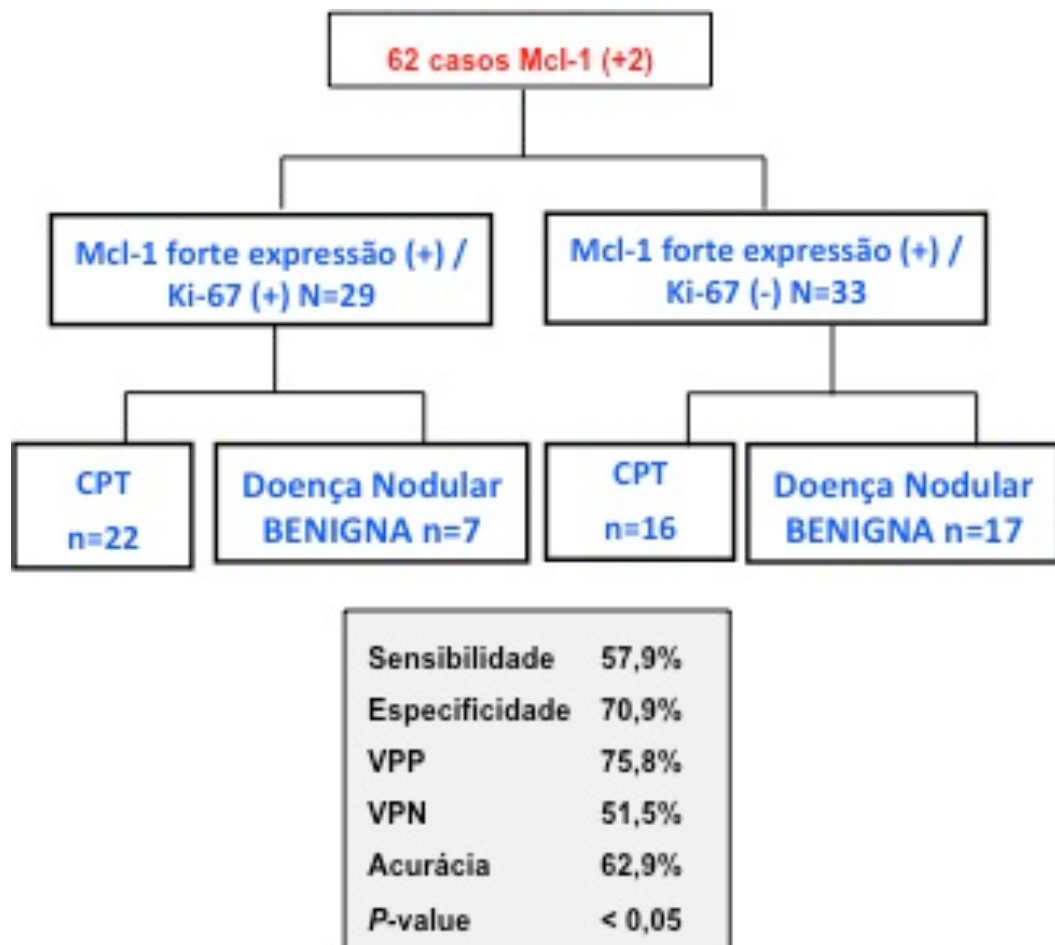 62 casos Mcl-1 (+2)
Mcl-1 forte expressão (+) /
Ki-67 (+) N=29
Mcl-1 forte expressão (+) /
Ki-67 (-) N=33
CPT
n=22
Doença Nodular
BENIGNA n=7
CPT
n=16
Doença Nodular
BENIGNA n=17
Sensibilidade 57,9%
Especificidade 70,9%
VPP 75,8%
VPN 51,5%
Acurácia 62,9%
P-value < 0,05